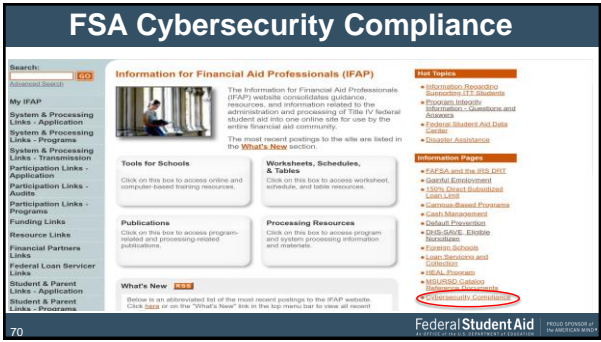 FSA Cybersecurity Compliance
Search:
GO
Advanced Search
My IFAP
System & Processing
Links - Application
System & Processing
Links - Programs
System & Processing
Links - Transmission
Participation Links -
Application
Participation Links -
Audits
Participation Links -
Programs
Funding Links
Resource Links
Financial Partners
Links
Federal Loan Servicer
Links
Student & Parent
Links - Application
Student & Parent
Links - Programs
Information for Financial Aid Professionals (IFAP)
The Information for Financial Aid Professionals
(IFAP) website consolidates guidance,
resources, and information related to the
administration and processing of Title IV federal
student aid into one online site for use by the
entire financial aid community.
The most recent postings to the site are listed in
the What's New section.
Tools for Schools
Click on this box to access online and
computer-based training resources.
Worksheets, Schedules,
& Tables
Click on this box to access worksheet,
schedule, and table resources.
Publications
Click on this box to access program-
related and processing-related
publications.
Processing Resources
Click on this box to access program
and system processing information
and materials.
What's New RSS
Below is an abbreviated list of the most recent postings to the IFAP website.
Click here or on the "What's New" link in the top menu bar to view all recent
Hot Topics
Information Regarding
Supporting ITT Students
Program Integrity
Information - Questions and
Answers
Federal Student Aid Data
Center
Disaster Assistance
Information Pages
FAFSA and the IRS DRT
Gainful Employment
150% Direct Subsidized
Loan Limit
Campus-Based Programs
Cash Management
Default Prevention
DHS-SAVE, Eligible
Noncitizen
Foreign Schools
Loan Servicing and
Collection
HEAL Program
MSURSD Catalog
Reference Documents
Cybersecurity Compliance
70
Federal Student Aid
An OFFICE of the U.S. DEPARTMENT of EDUCATION
PROUD SPONSOR of
the AMERICAN MIND®